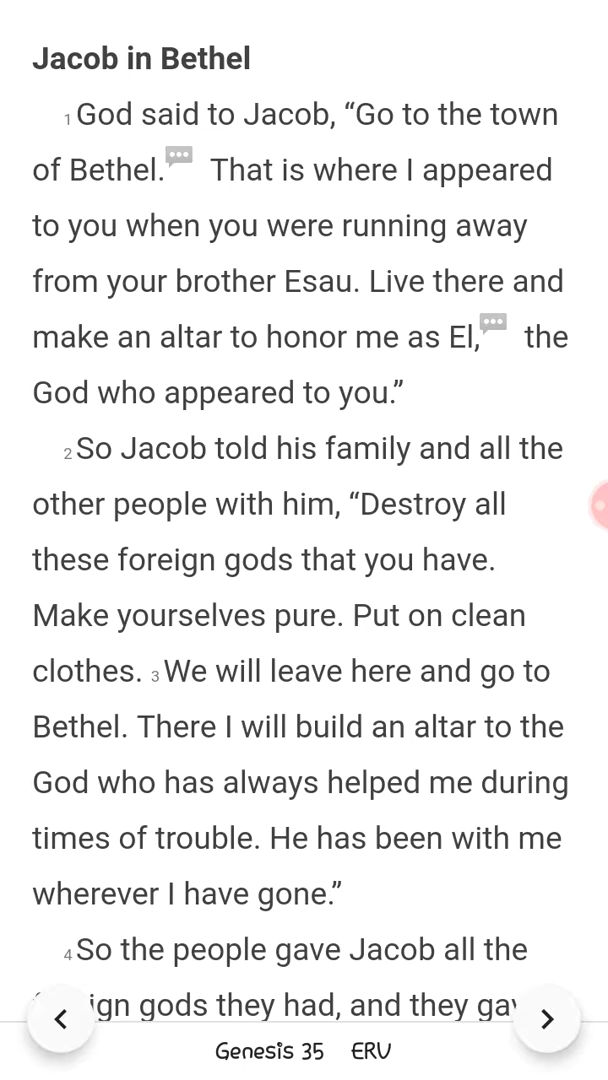 Jacob in Bethel
1 God said to Jacob, “Go to the town
of Bethel. That is where I appeared
to you when you were running away
from your brother Esau. Live there and
make an altar to honor me as El, the
God who appeared to you.”
2 So Jacob told his family and all the
other people with him, “Destroy all
these foreign gods that you have.
Make yourselves pure. Put on clean
clothes. 3 We will leave here and go to
Bethel. There I will build an altar to the
God who has always helped me during
times of trouble. He has been with me
wherever I have gone.”
4 So the people gave Jacob all the
gods they had, and they
Genesis 35 ERV